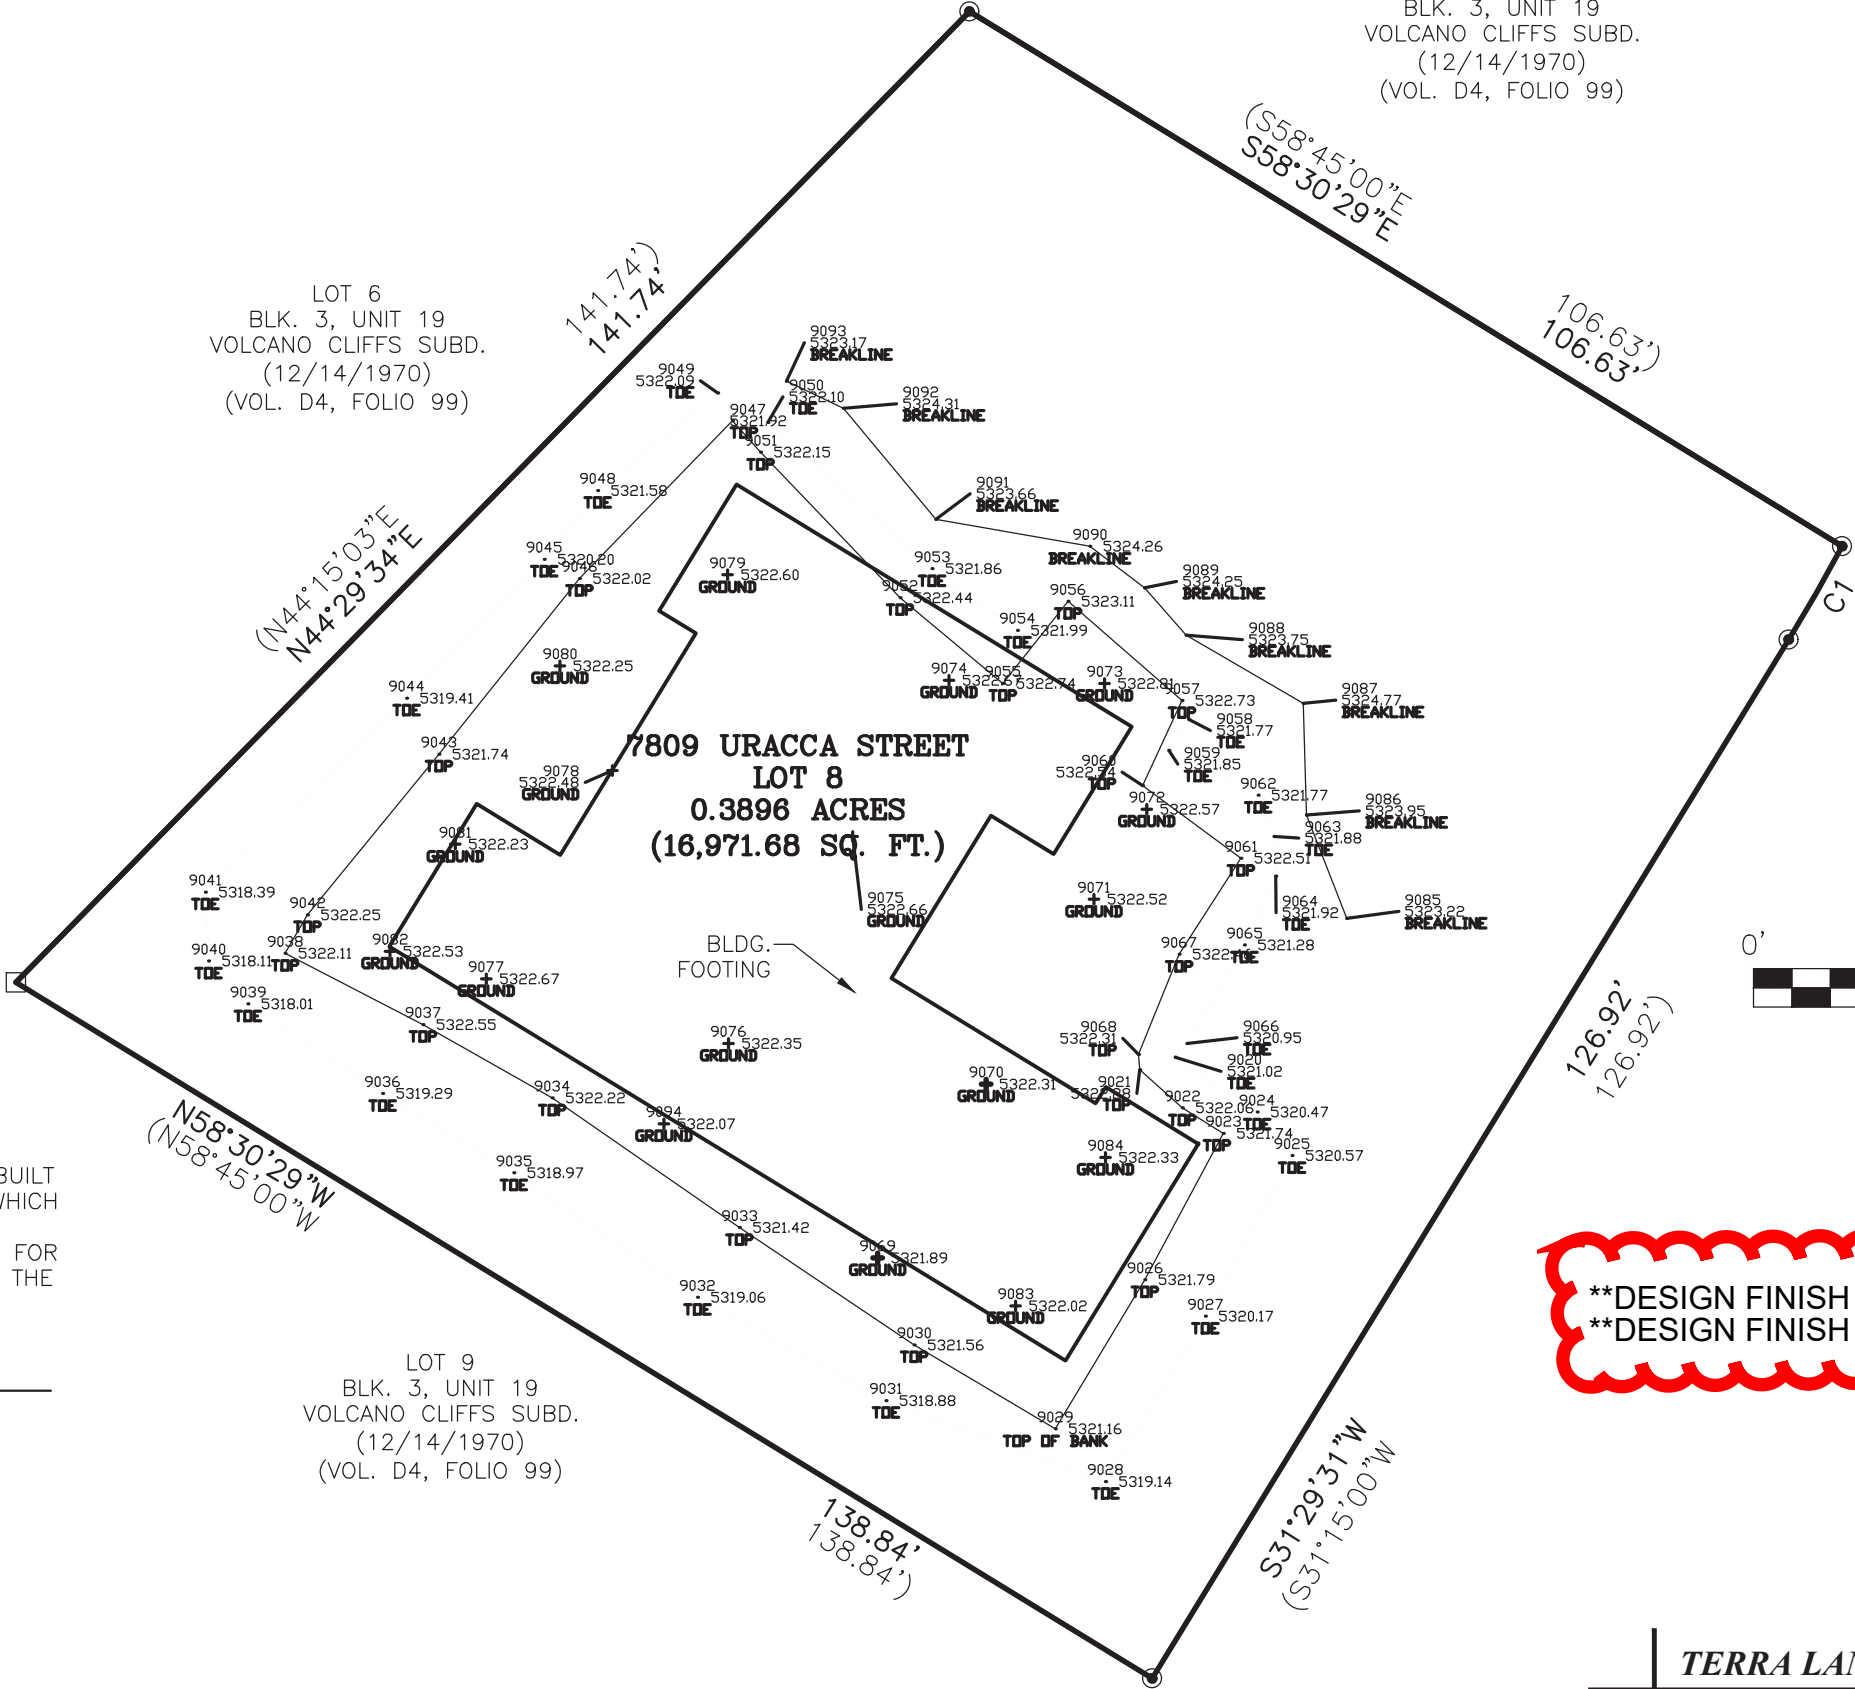 BLK. 3, UNIT 19
VOLCANO CLIFFS SUBD.
(12/14/1970)
(VOL. D4, FOLIO 99)
(S58°45'00"E
S58°30'29"E
106.63')
106.63'
C1
141.74')
141.74'
(N44°15'03"E
N44°29'34"E
LOT 6
BLK. 3, UNIT 19
VOLCANO CLIFFS SUBD.
(12/14/1970)
(VOL. D4, FOLIO 99)
9093
5323.17
BREAKLINE
9049
5322.09
TOE
9050
5322.10
TOE
9092
5324.31
BREAKLINE
9047
5321.92
TOP
9051
5322.15
TOP
9048
5321.58
TOE
9091
5323.66
BREAKLINE
9090
5324.26
BREAKLINE
9045
5320.20
TOE
9046
5322.02
TOP
9079
5322.60
GROUND
9053
5321.86
TOE
9052
5322.44
TOP
9089
5324.25
BREAKLINE
9056
5323.11
TOP
9054
5321.99
TOE
9088
5323.75
BREAKLINE
9080
5322.25
GROUND
9074
5322.67
GROUND
9055
5322.74
TOP
9073
5322.81
GROUND
9057
5322.73
TOP
9087
5324.77
BREAKLINE
9044
5319.41
TOE
9058
5321.77
TOE
9043
5321.74
TOP
9059
5321.85
TOE
9060
5322.54
TOP
9078
5322.48
GROUND
7809 URACCA STREET
LOT 8
0.3896 ACRES
(16,971.68 SQ. FT.)
9062
5321.77
TOE
9072
5322.57
GROUND
9086
5323.95
BREAKLINE
9063
5321.88
TOE
9081
5322.23
GROUND
9061
5322.51
TOP
9041
5318.39
TOE
9042
5322.25
TOP
9075
5322.66
GROUND
9071
5322.52
GROUND
9064
5321.92
TOE
9085
5323.22
BREAKLINE
9040
5318.11
TOE
9038
5322.11
TOP
9082
5322.53
GROUND
BLDG.
FOOTING
9067
TOP
9065
5321.28
TOE
0'
9039
5318.01
TOE
9077
5322.67
GROUND
9037
5322.55
TOP
9076
5322.35
GROUND
9068
5322.31
TOP
9066
5320.95
TOE
9020
5321.02
TOE
126.92'
126.92')
9036
5319.29
TOE
9034
5322.22
TOP
9094
5322.07
GROUND
9070
5322.31
GROUND
9021
TOP
9022
5322.06
TOP
9024
5320.47
TOE
9023
5321.74
TOP
9025
5320.57
TOE
9084
5322.33
GROUND
N58°30'29"W
(N58°45'00"W
BUILT
WHICH
FOR
THE
9035
5318.97
TOE
9033
5321.42
TOP
9069
5321.89
GROUND
9032
5319.06
TOE
9083
5322.02
GROUND
9026
5321.79
TOP
9027
5320.17
TOE
**DESIGN FINISH
**DESIGN FINISH
9030
5321.56
TOP
9031
5318.88
TOE
9029
5321.16
TOP OF BANK
9028
5319.14
TOE
LOT 9
BLK. 3, UNIT 19
VOLCANO CLIFFS SUBD.
(12/14/1970)
(VOL. D4, FOLIO 99)
138.84'
138.84')
S31°29'31"W
(S31°15'00"W
TERRA LAN